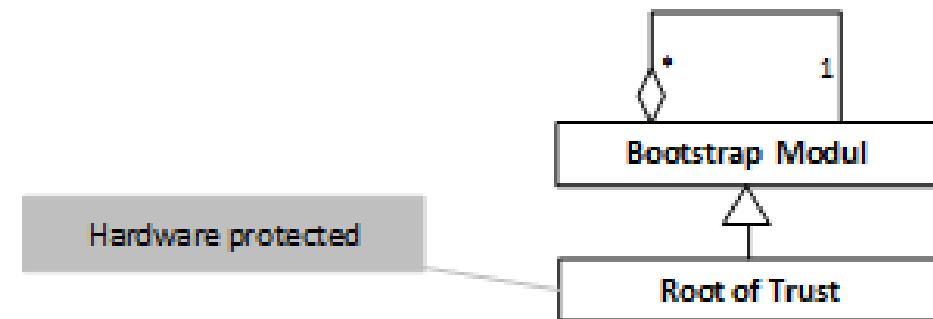 *
1
Bootstrap Modul
Hardware protected
Root of Trust